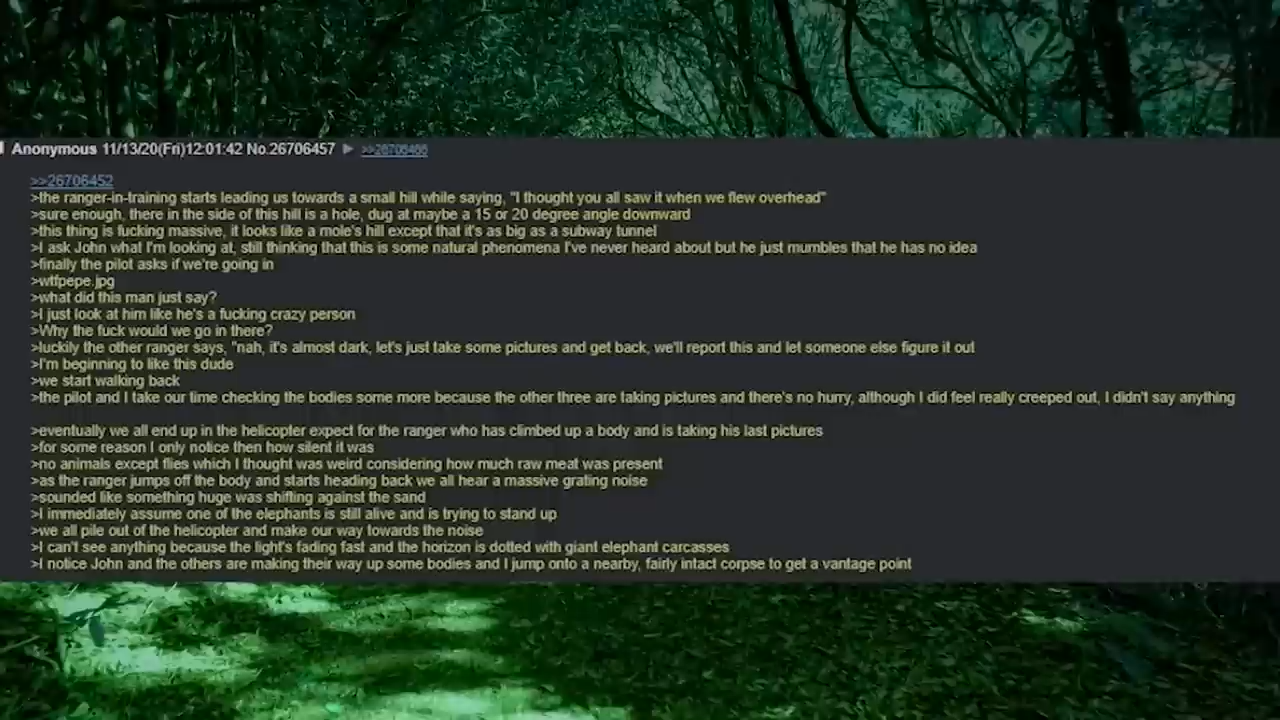 Anonymous 11/13/20(Fri)12:01:42 No.26706457 ▶ >>26706466
>>26706452
>the ranger-in-training starts leading us towards a small hill while saying, "I thought you all saw it when we flew overhead"
>sure enough, there in the side of this hill is a hole, dug at maybe a 15 or 20 degree angle downward
>this thing is fucking massive, it looks like a mole's hill except that it's as big as a subway tunnel
>I ask John what I'm looking at, still thinking that this is some natural phenomena I've never heard about but he just mumbles that he has no idea
>finally the pilot asks if we're going in
>wtfpepe.jpg
>what did this man just say?
>I just look at him like he's a fucking crazy person
>Why the fuck would we go in there?
>luckily the other ranger says, "nah, it's almost dark, let's just take some pictures and get back, we'll report this and let someone else figure it out
>I'm beginning to like this dude
>we start walking back
>the pilot and I take our time checking the bodies some more because the other three are taking pictures and there's no hurry, although I did feel really creeped out, I didn't say anything
>eventually we all end up in the helicopter expect for the ranger who has climbed up a body and is taking his last pictures
>for some reason I only notice then how silent it was
>no animals except flies which I thought was weird considering how much raw meat was present
>as the ranger jumps off the body and starts heading back we all hear a massive grating noise
>sounded like something huge was shifting against the sand
>I immediately assume one of the elephants is still alive and is trying to stand up
>we all pile out of the helicopter and make our way towards the noise
>I can't see anything because the light's fading fast and the horizon is dotted with giant elephant carcasses
>I notice John and the others are making their way up some bodies and I jump onto a nearby, fairly intact corpse to get a vantage point